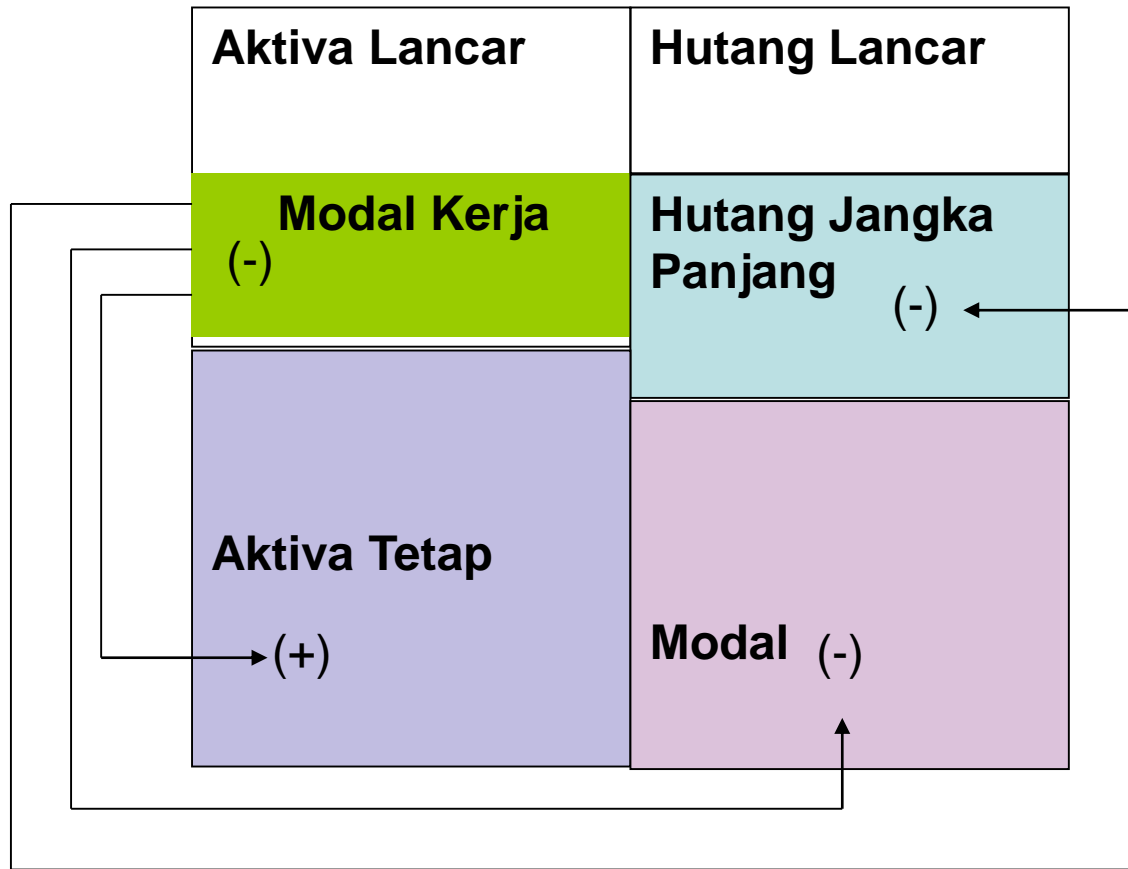 Aktiva Lancar
Hutang Lancar
Modal Kerja
(-)
Hutang Jangka
Panjang
(-)
Aktiva Tetap
(+)
Modal (-)